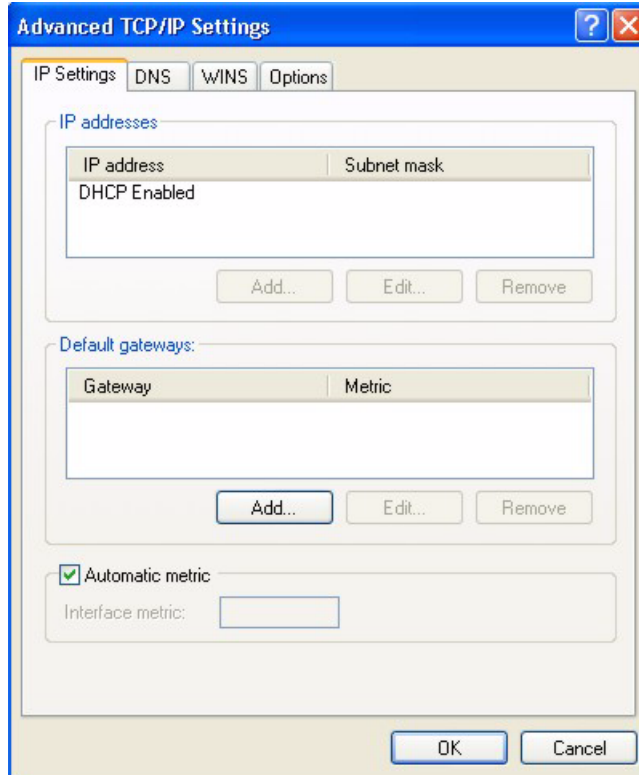 Advanced TCP/IP Settings
IP Settings DNS WINS Options
IP addresses
IP address Subnet mask
DHCP Enabled
Add... Edit... Remove
Default gateways:
Gateway Metric
Add... Edit... Remove
Automatic metric
Interface metric:
OK Cancel